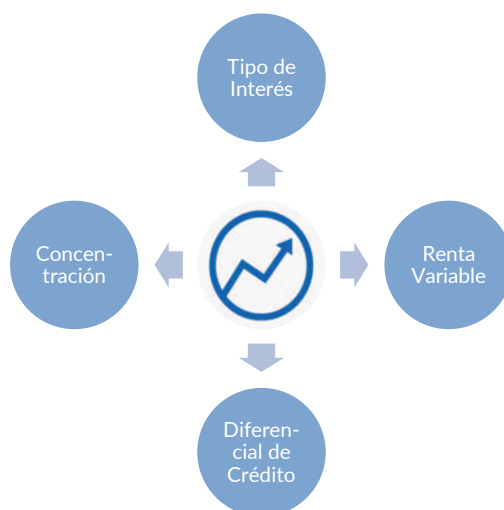 Tipo de
Interés
Concen-
tración
Renta
Variable
Diferen-
cial de
Crédito